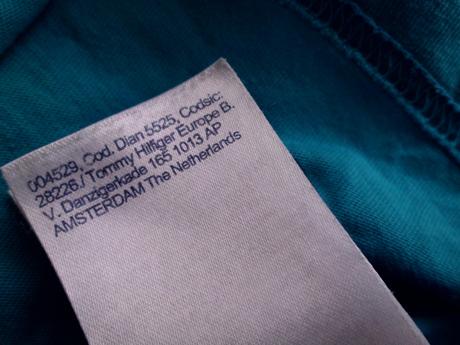 004529, Cod. Dian 5525, Codsic:
28226./ Tommy Hilfiger Europe B.
V. Danzigerkade 165 1013 AP
AMSTERDAM The Netherlands